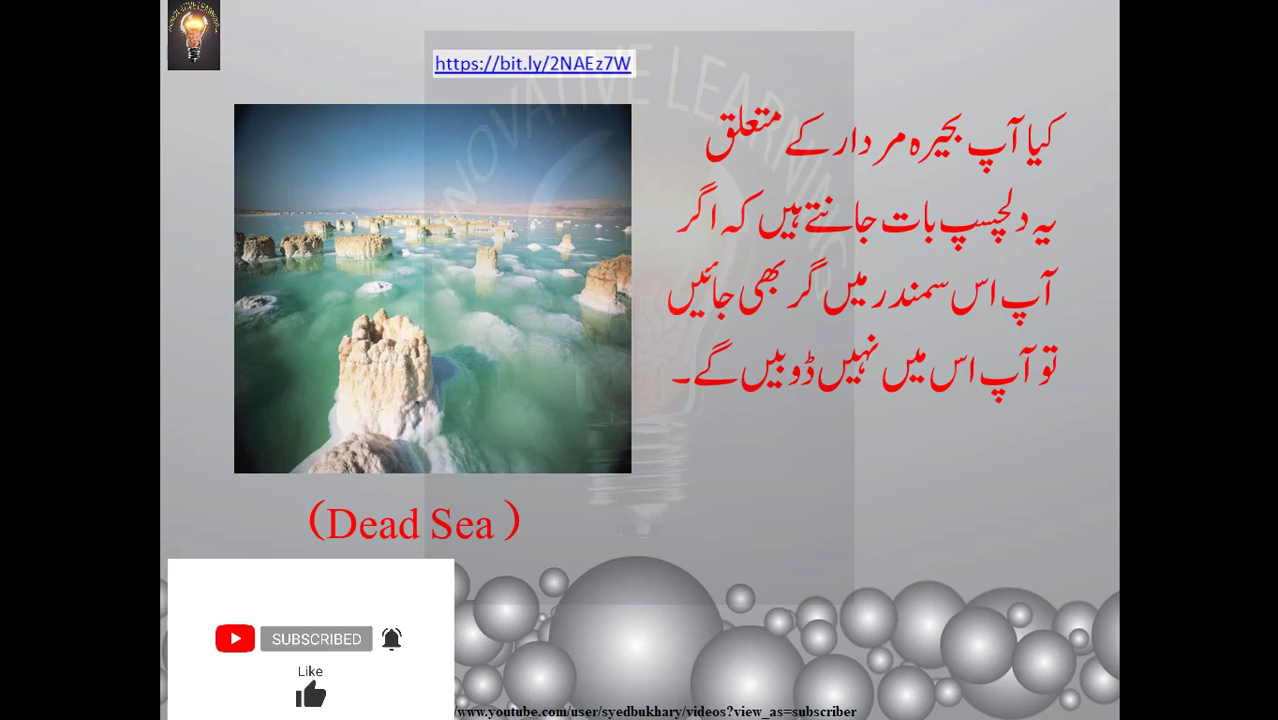 https://bit.ly/2NAEz7W
INNOVATIVE LEARNING
کیا آپ بحیرہ مردار کے متعلق
یہ دلچسپ بات جانتے ہیں کہ اگر
آپ اس سمندر میں گر بھی جائیں
تو آپ اس میں نہیں ڈوبیں گے۔
(Dead Sea )
SUBSCRIBED
Like
/www.youtube.com/user/syedbukhary/videos?view_as=subscriber